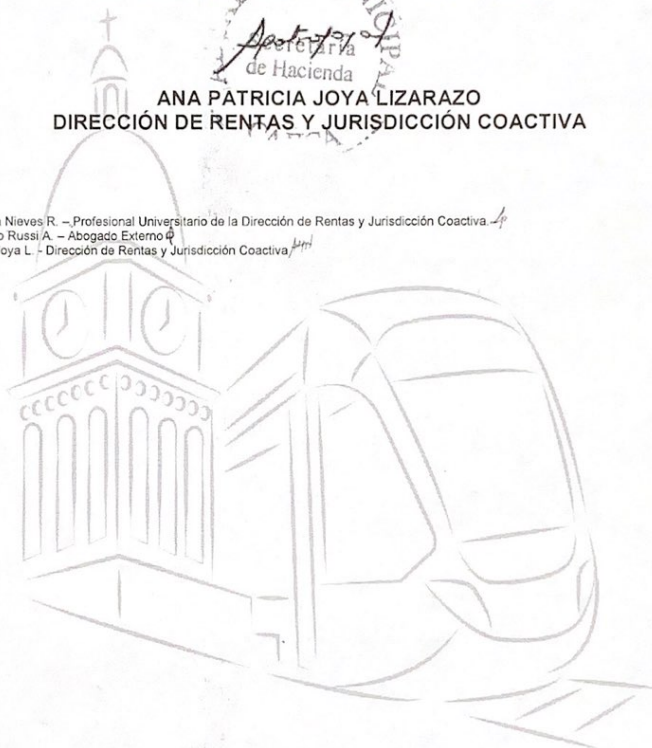 Secretaria
de Hacienda
ANA PATRICIA JOYA LIZARAZO
DIRECCIÓN DE RENTAS Y JURISDICCIÓN COACTIVA
Nieves R. – Profesional Universitario de la Dirección de Rentas y Jurisdicción Coactiva.
Russi A. – Abogado Externo
oya L. - Dirección de Rentas y Jurisdicción Coactiva